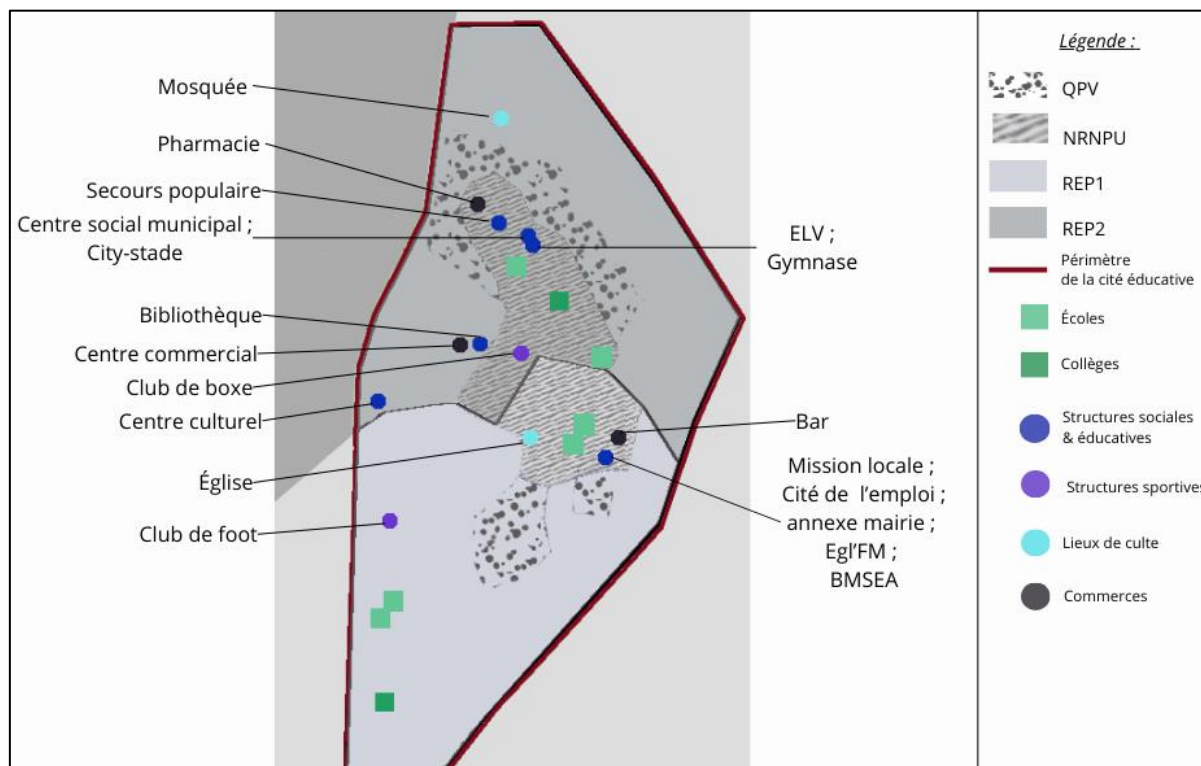 Mosquée
Pharmacie
Secours populaire
Centre social municipal ;
City-stade
Bibliothèque
Centre commercial
Club de boxe
Centre culturel
Église
Club de foot
ELV ;
Gymnase
Bar
Mission locale ;
Cité de l'emploi ;
annexe mairie ;
Egl'FM ;
BMSEA
Légende :
QPV
NRNPU
REP1
REP2
Périmètre
de la cité éducative
Écoles
Collèges
Structures sociales
& éducatives
Structures sportives
Lieux de culte
Commerces